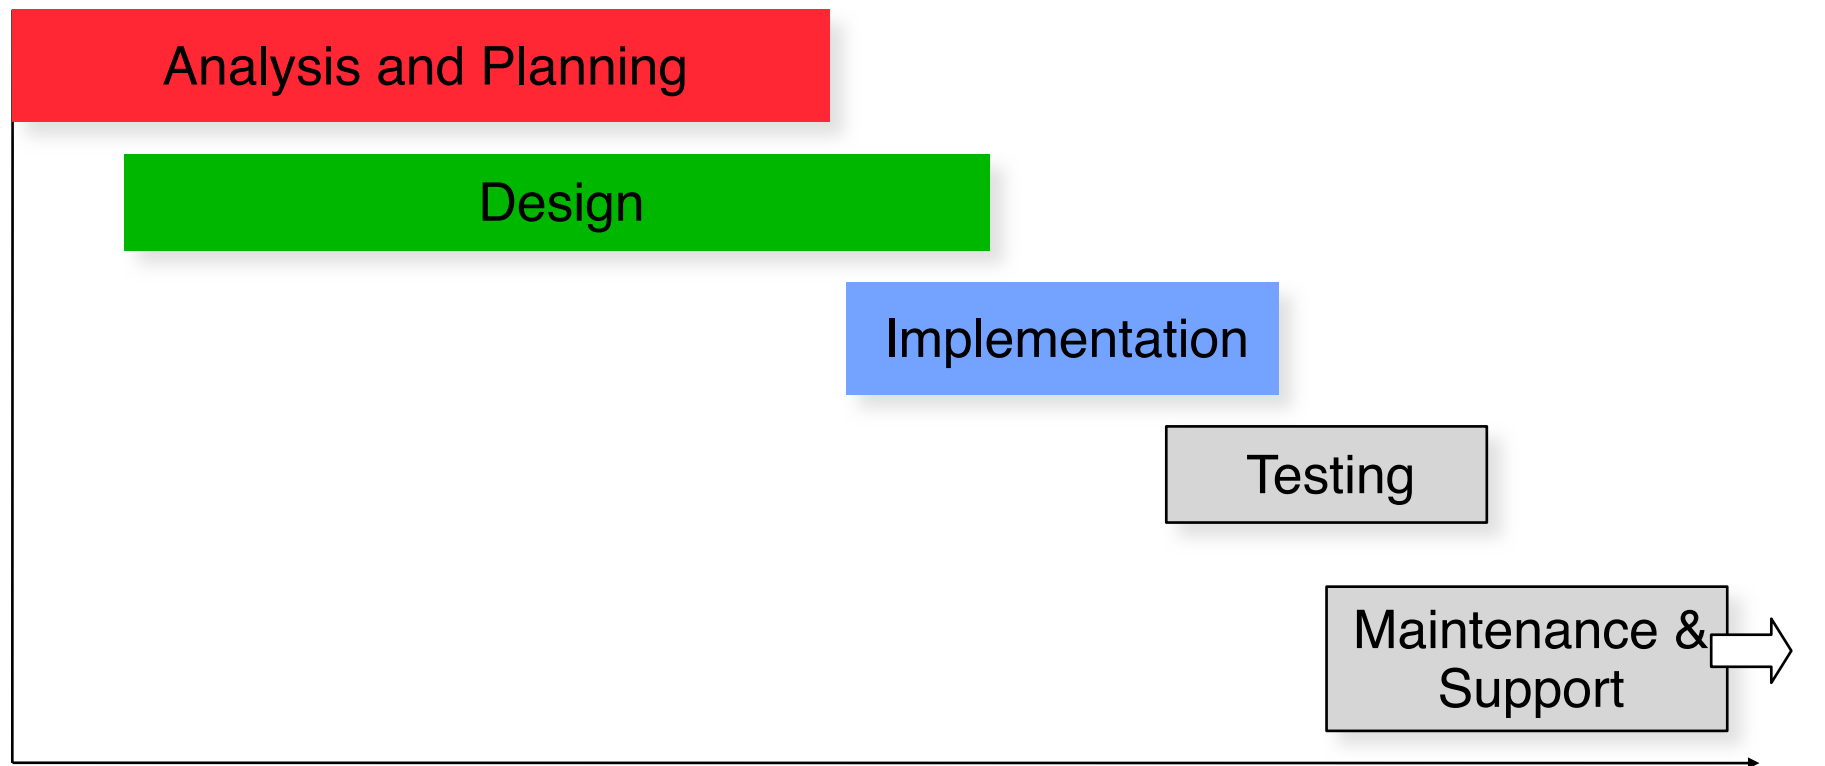 Analysis and Planning
Design
Implementation
Testing
Maintenance &
Support